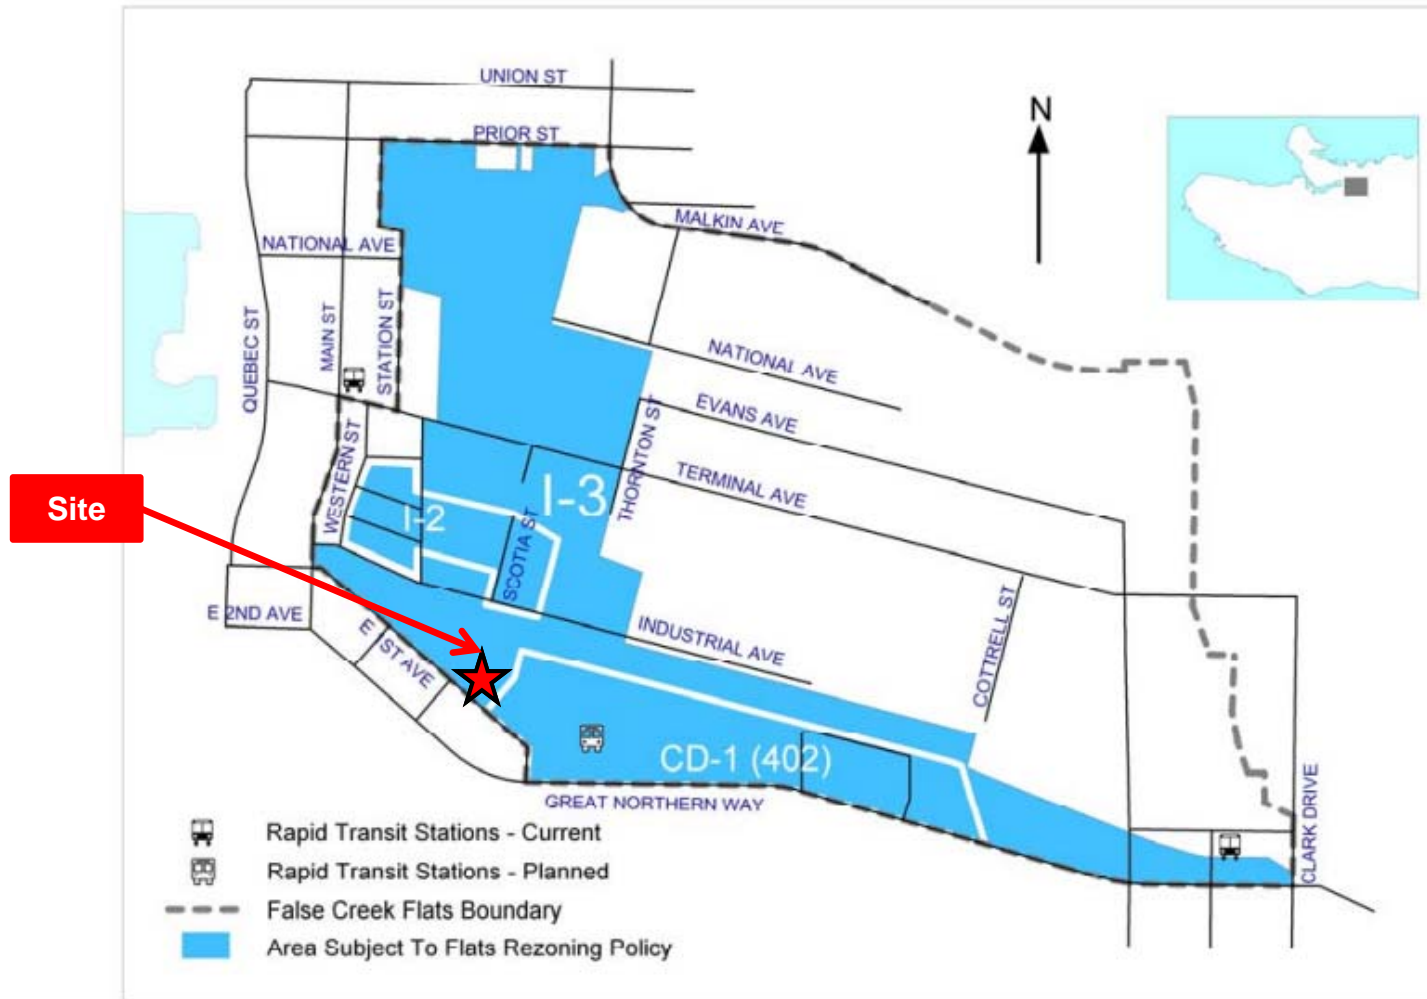 UNION ST
PRIOR ST
N
MALKIN AVE
NATIONAL AVE
QUEBEC ST
MAIN ST
STATION ST
NATIONAL AVE
EVANS AVE
THORNTON ST
TERMINAL AVE
WESTERN ST
I-3
Site
I-2
SCOTIA ST
E 2ND AVE
E ST AVE
INDUSTRIAL AVE
COTTRELL ST
CD-1 (402)
GREAT NORTHERN WAY
CLARK DRIVE
Rapid Transit Stations - Current
Rapid Transit Stations - Planned
False Creek Flats Boundary
Area Subject To Flats Rezoning Policy